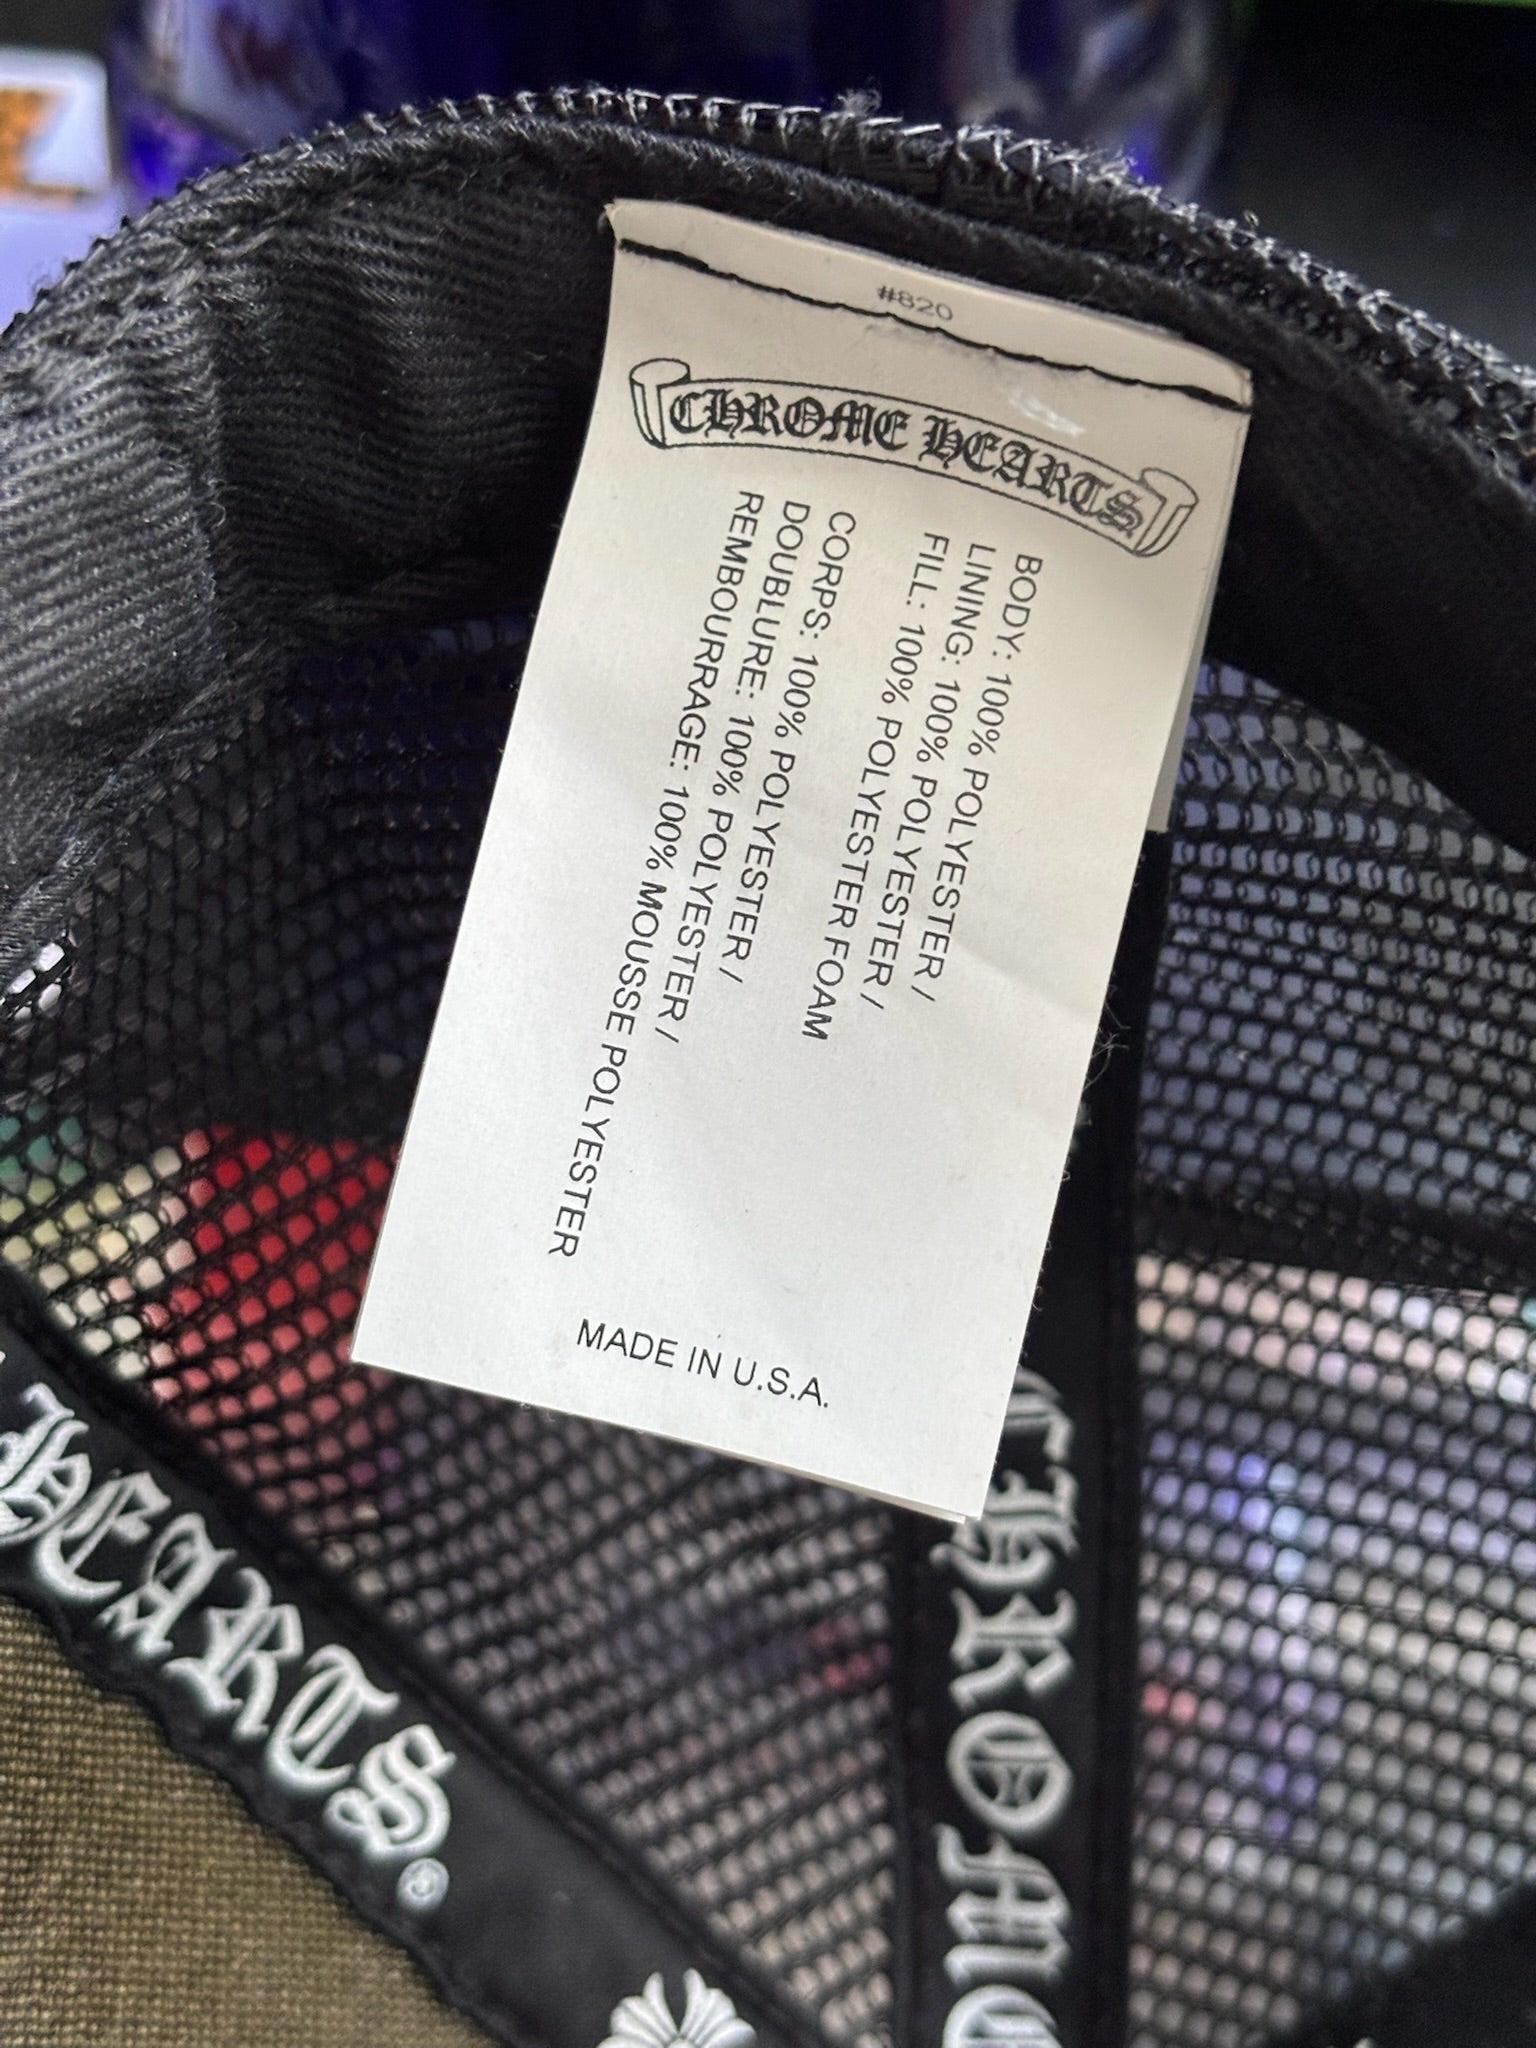 #820
CHROME HEARTS
BODY: 100% POLYESTER /
LINING: 100% POLYESTER /
FILL: 100% POLYESTER FOAM
CORPS: 100% POLYESTER /
DOUBLURE: 100% POLYESTER /
REMBOURRAGE: 100% MOUSSE POLYESTER
MADE IN U.S.A.
HEARTS®
CHROME